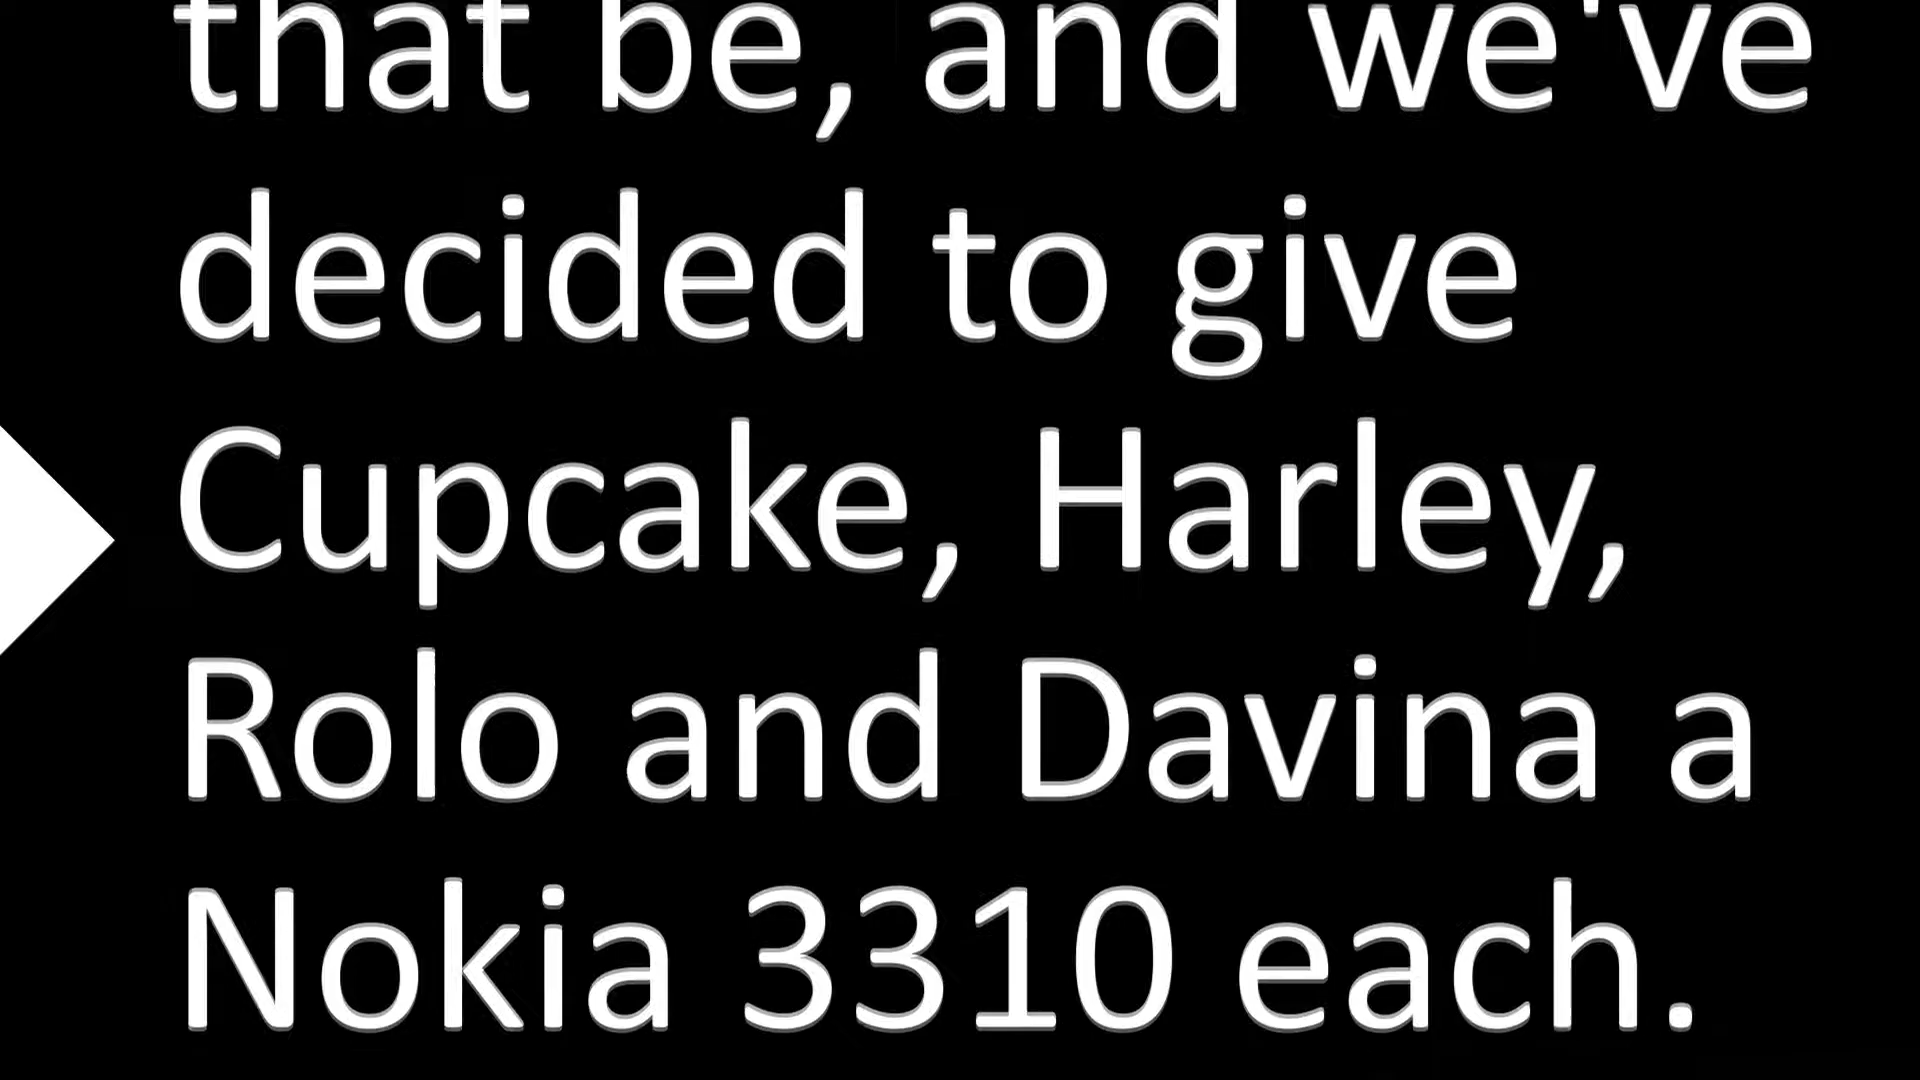 that be, and we've
decided to give
Cupcake, Harley,
Rolo and Davina a
Nokia 3310 each.